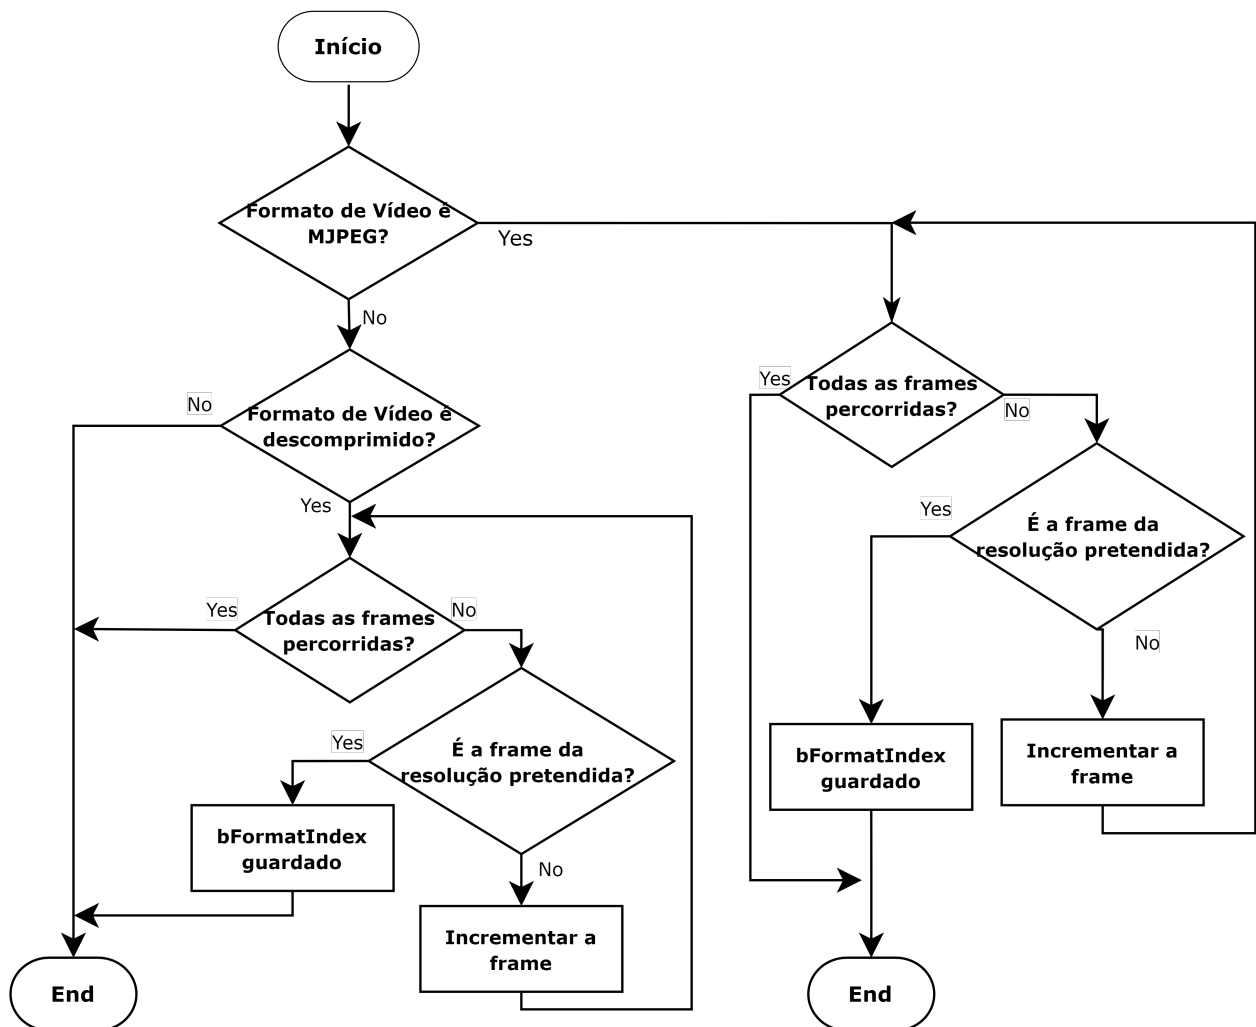 Início
Formato de Vídeo é
MJPEG?
Yes
No
Formato de Vídeo é
descomprimido?
No
Yes
Todas as frames
percorridas?
Yes
No
É a frame da
resolução pretendida?
Yes
bFormatIndex
guardado
No
Incrementar a
frame
End
Todas as frames
percorridas?
Yes
No
É a frame da
resolução pretendida?
Yes
No
bFormatIndex
guardado
Incrementar a
frame
End